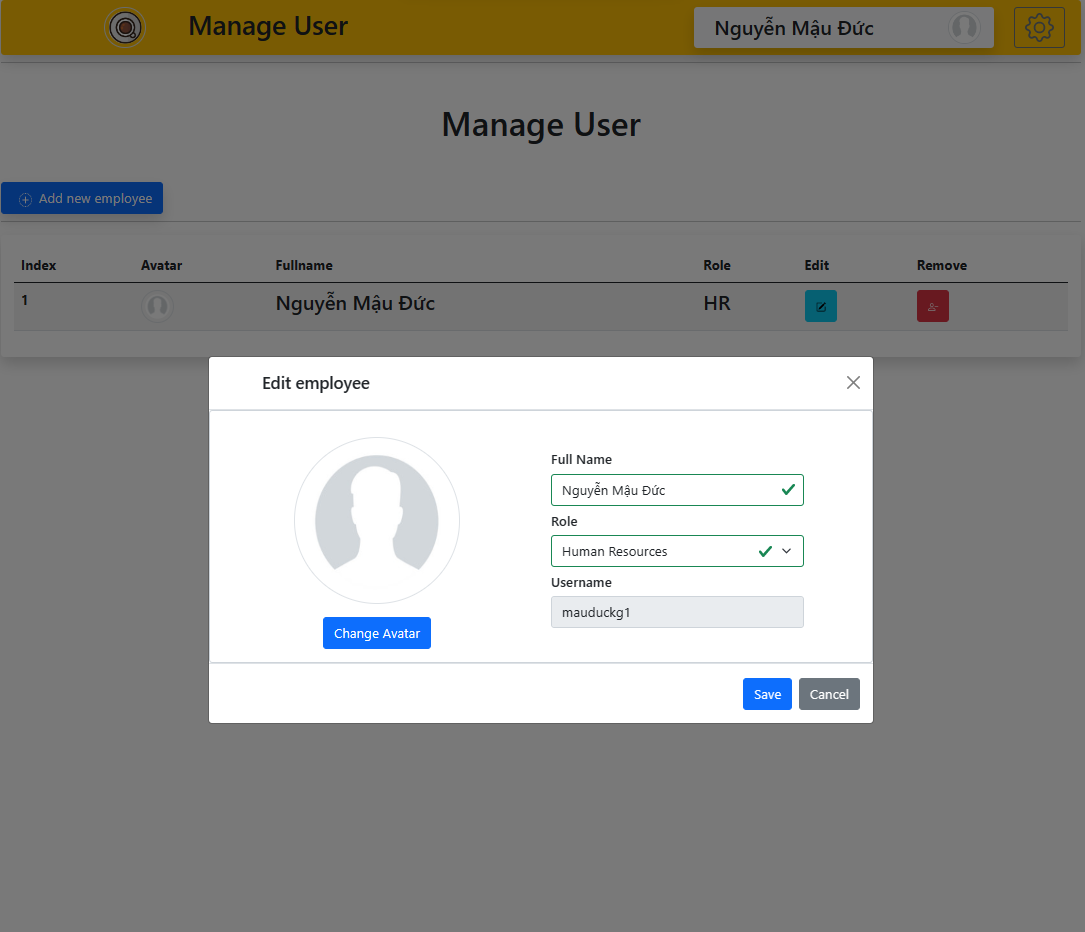 Manage User
Nguyễn Mậu Đức
Manage User
Add new employee
Index Avatar Fullname Role Edit Remove
1 Nguyễn Mậu Đức HR
Edit employee
Full Name
Nguyễn Mậu Đức
Role
Human Resources
Username
mauduckg1
Change Avatar
Save Cancel